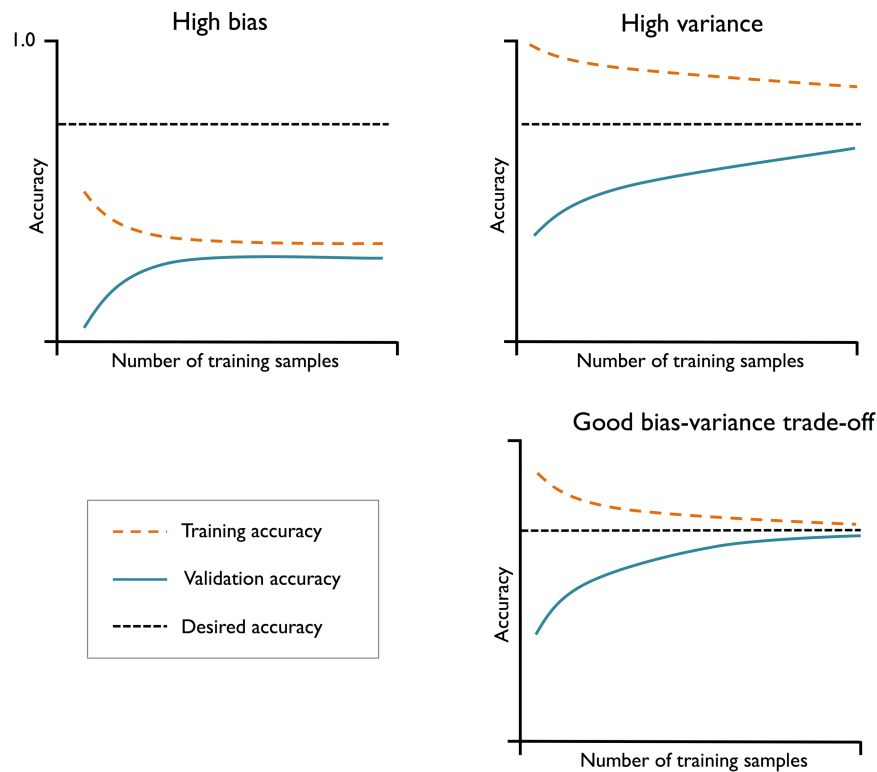 High bias
1.0
Accuracy
Number of training samples
High variance
Accuracy
Number of training samples
Training accuracy
Validation accuracy
Desired accuracy
Good bias-variance trade-off
Accuracy
Number of training samples